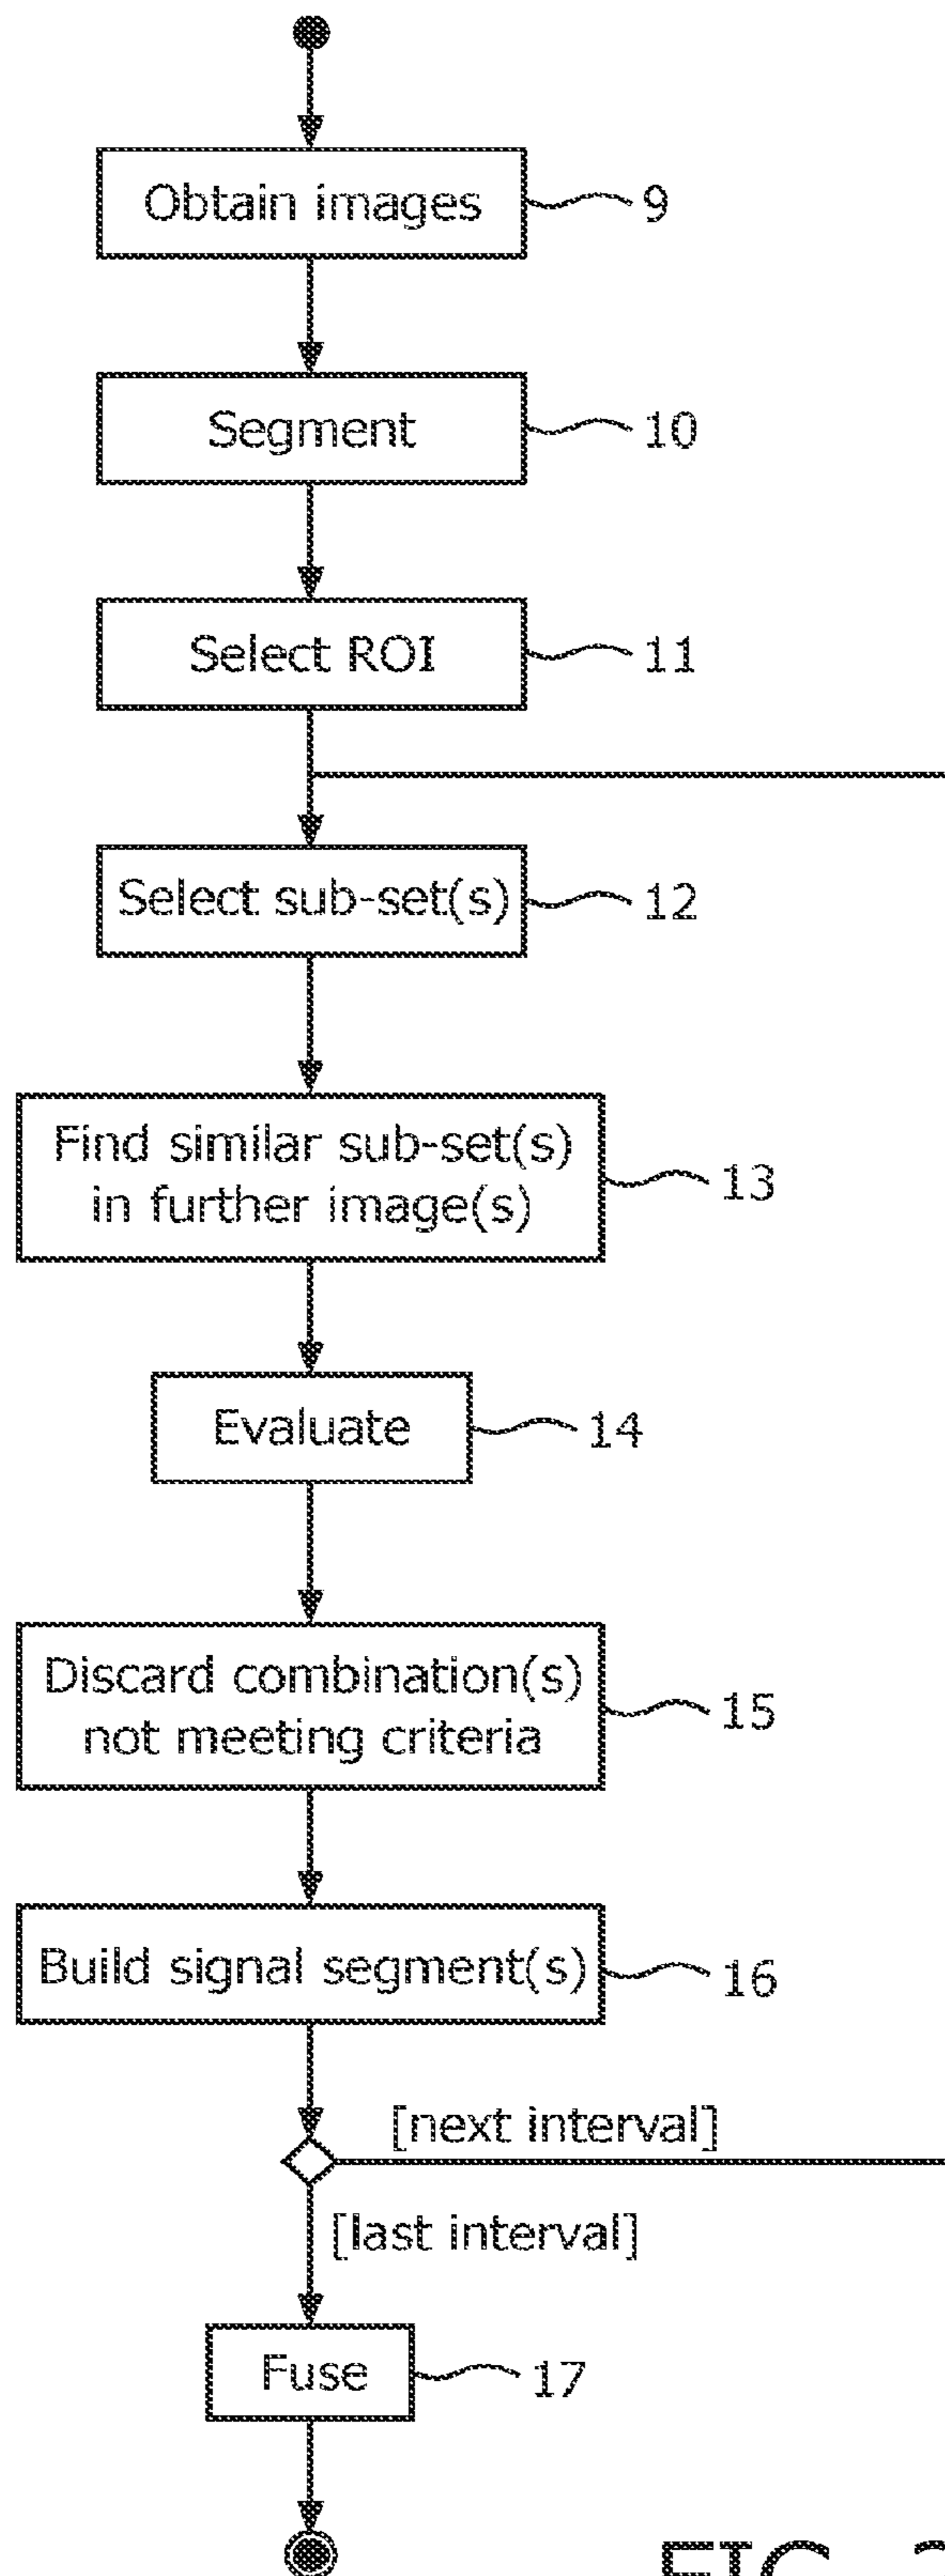 Obtain images
9
Segment
10
Select ROI
11
Select sub-set(s)
12
Find similar sub-set(s)
in further image(s)
13
Evaluate
14
Discard combination(s)
not meeting criteria
15
Build signal segment(s)
16
[next interval]
[last interval]
Fuse
17
FIG.